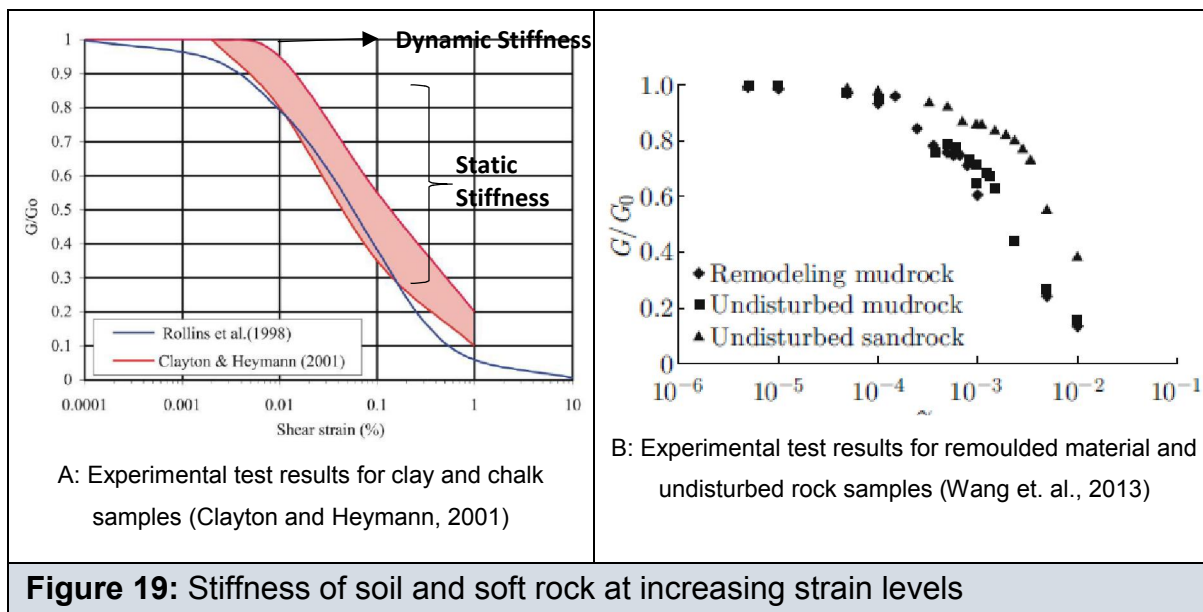 1
0.9
0.8
0.7
0.6
0.5
0.4
0.3
0.2
0.1
0
G/Go
Dynamic Stiffness
Static
Stiffness
Rollins et al.(1998)
Clayton & Heymann (2001)
0.0001 0.001 0.01 0.1 1 10
Shear strain (%)
A: Experimental test results for clay and chalk
samples (Clayton and Heymann, 2001)
1.0
0.8
0.6
0.4
0.2
0
G/G₀
Remodeling mudrock
Undisturbed mudrock
Undisturbed sandrock
10⁻⁶ 10⁻⁵ 10⁻⁴ 10⁻³ 10⁻² 10⁻¹
B: Experimental test results for remoulded material and
undisturbed rock samples (Wang et. al., 2013)
Figure 19: Stiffness of soil and soft rock at increasing strain levels